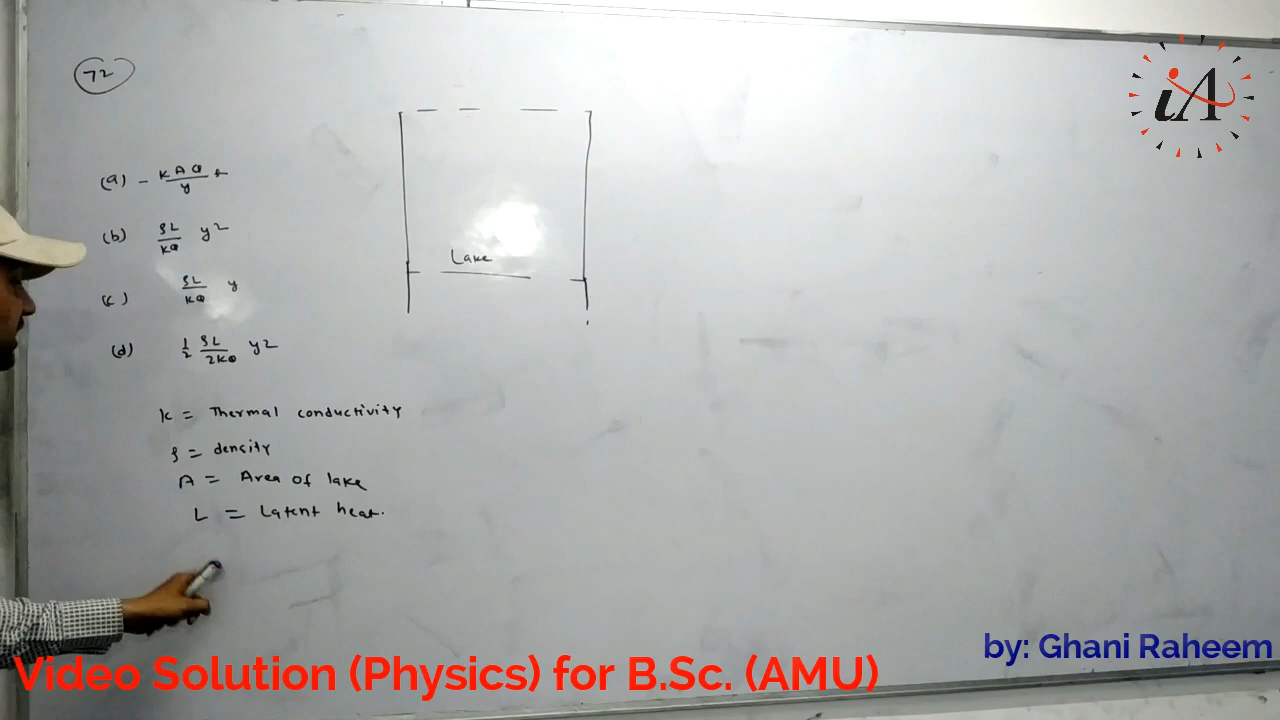 72
(a) - KAθ/y t
(b) ρL/Kθ y2
(c) ρL/Kθ y
(d) 1/2 ρL/2Kθ y2
Lake
K = Thermal conductivity
ρ = density
A = Area of lake
L = Latent heat.
iA
by: Ghani Raheem
Video Solution (Physics) for B.Sc. (AMU)